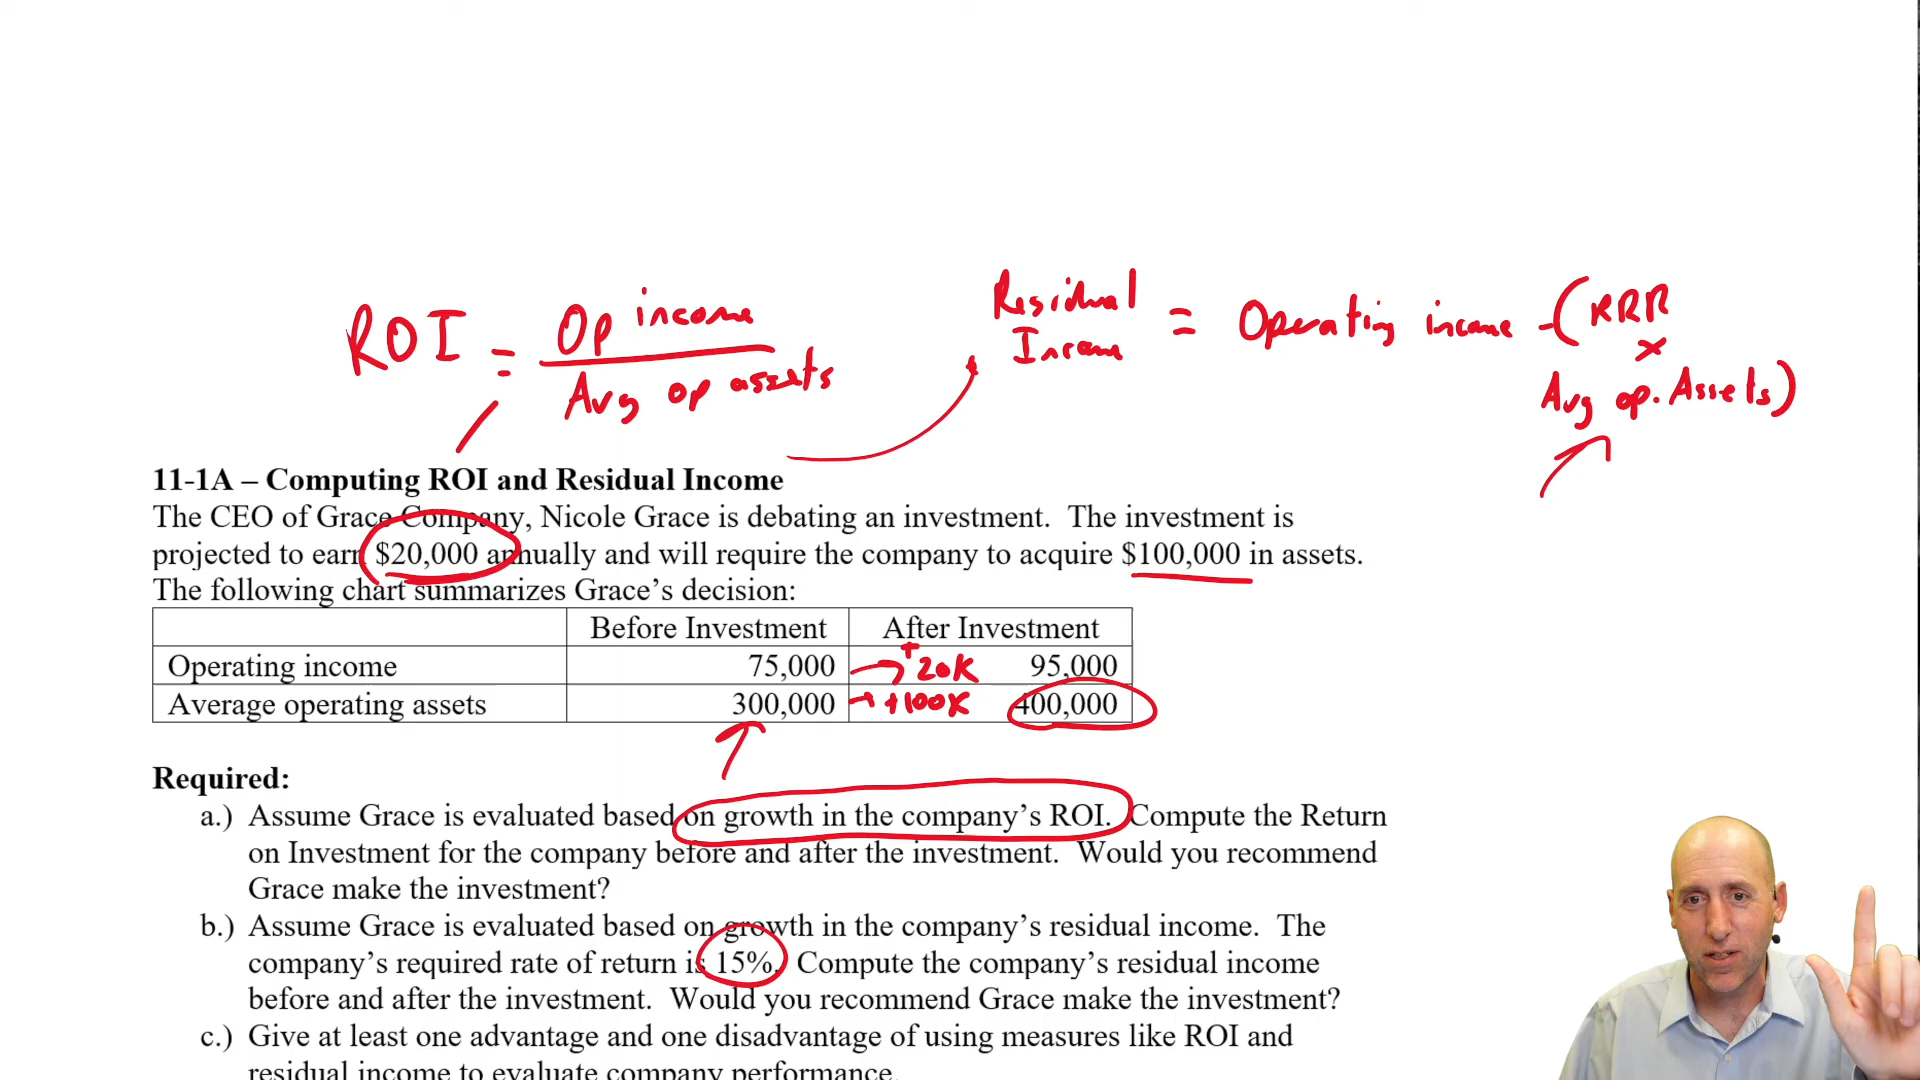 ROI = Op income / Avg op assets
Residual Income = Operating income - (RRR x Avg op. Assets)
11-1A – Computing ROI and Residual Income
The CEO of Grace Company, Nicole Grace is debating an investment. The investment is
projected to earn $20,000 annually and will require the company to acquire $100,000 in assets.
The following chart summarizes Grace’s decision:
Before Investment After Investment
Operating income 75,000 +20K 95,000
Average operating assets 300,000 +100K 400,000
Required:
a.) Assume Grace is evaluated based on growth in the company’s ROI. Compute the Return
on Investment for the company before and after the investment. Would you recommend
Grace make the investment?
b.) Assume Grace is evaluated based on growth in the company’s residual income. The
company’s required rate of return is 15%. Compute the company’s residual income
before and after the investment. Would you recommend Grace make the investment?
c.) Give at least one advantage and one disadvantage of using measures like ROI and
residual income to evaluate company performance.